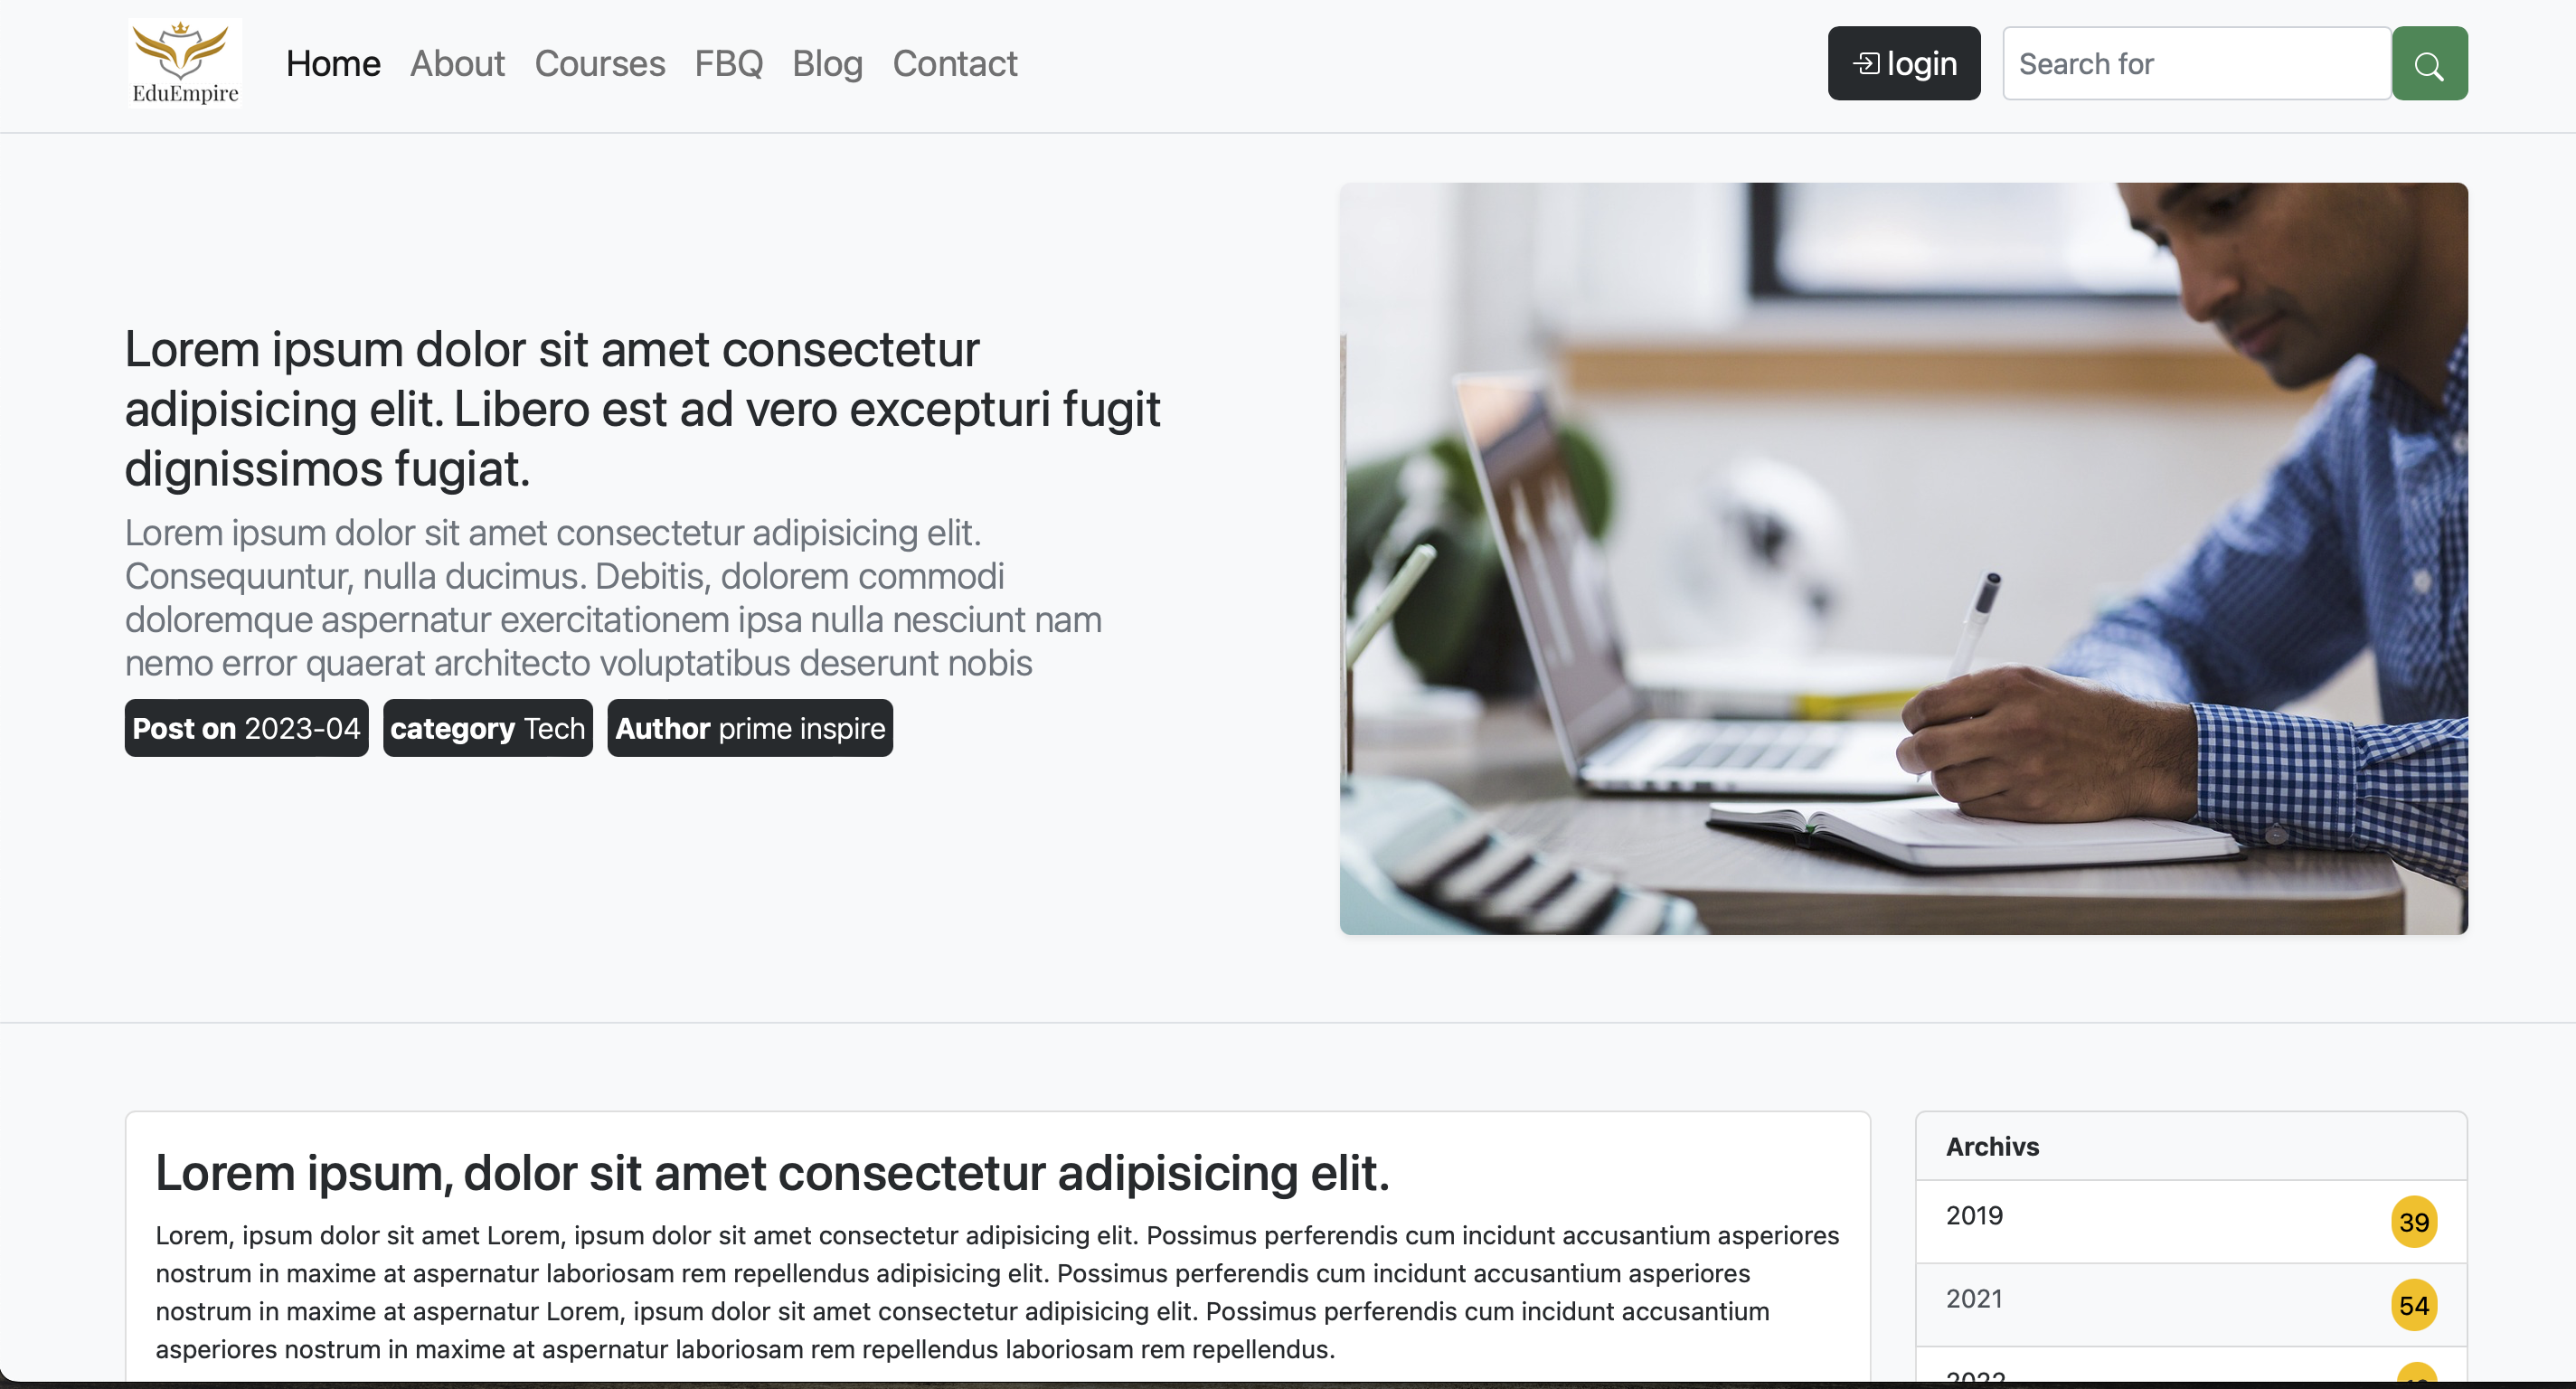 EduEmpire
Home About Courses FBQ Blog Contact
login
Search for
Lorem ipsum dolor sit amet consectetur
adipisicing elit. Libero est ad vero excepturi fugit
dignissimos fugiat.
Lorem ipsum dolor sit amet consectetur adipisicing elit.
Consequuntur, nulla ducimus. Debitis, dolorem commodi
doloremque aspernatur exercitationem ipsa nulla nesciunt nam
nemo error quaerat architecto voluptatibus deserunt nobis
Post on 2023-04 category Tech Author prime inspire
Lorem ipsum, dolor sit amet consectetur adipisicing elit.
Lorem, ipsum dolor sit amet Lorem, ipsum dolor sit amet consectetur adipisicing elit. Possimus perferendis cum incidunt accusantium asperiores
nostrum in maxime at aspernatur laboriosam rem repellendus adipisicing elit. Possimus perferendis cum incidunt accusantium asperiores
nostrum in maxime at aspernatur Lorem, ipsum dolor sit amet consectetur adipisicing elit. Possimus perferendis cum incidunt accusantium
asperiores nostrum in maxime at aspernatur laboriosam rem repellendus laboriosam rem repellendus.
Archivs
2019 39
2021 54
2022